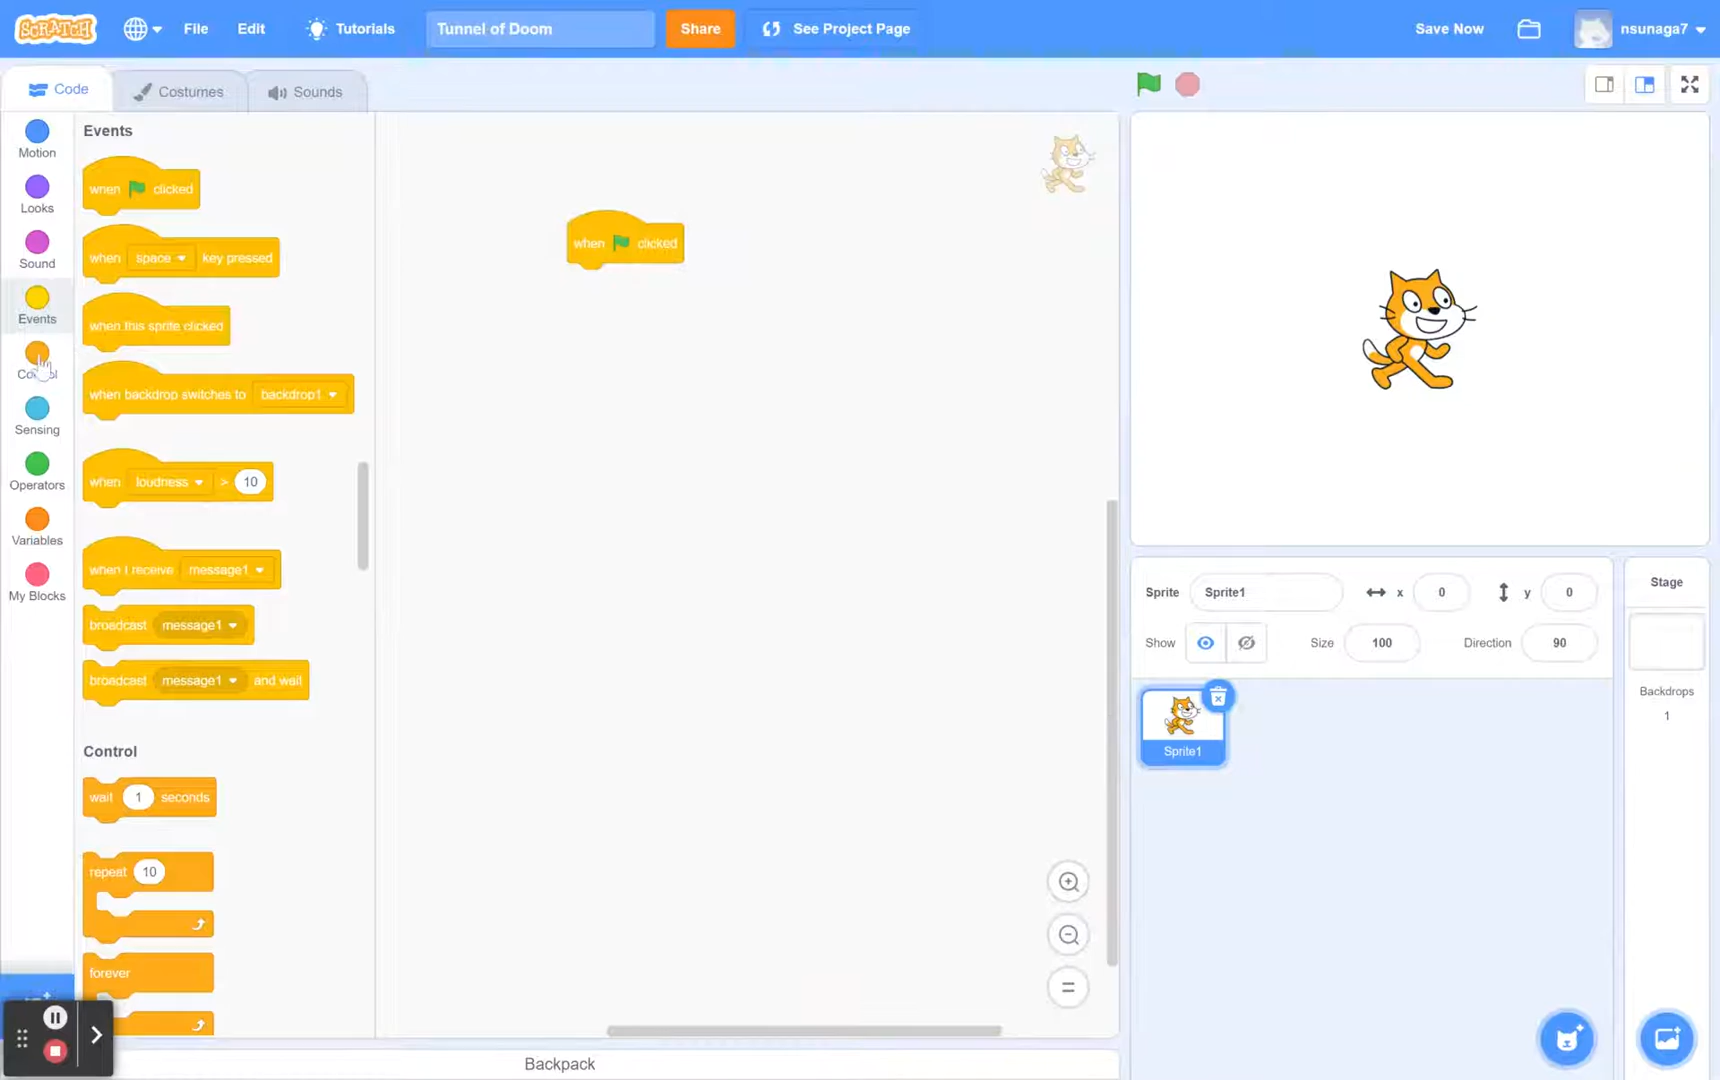 SCRATCH File Edit Tutorials Tunnel of Doom Share See Project Page Save Now nsunaga7
Code Costumes Sounds
Motion
Looks
Sound
Events
Control
Sensing
Operators
Variables
My Blocks
Events
when clicked
when space key pressed
when this sprite clicked
when backdrop switches to backdrop1
when loudness > 10
when I receive message1
broadcast message1
broadcast message1 and wait
Control
wait 1 seconds
repeat 10
forever
when clicked
Sprite Sprite1 x 0 y 0
Show Size 100 Direction 90
Sprite1
Stage
Backdrops
1
Backpack